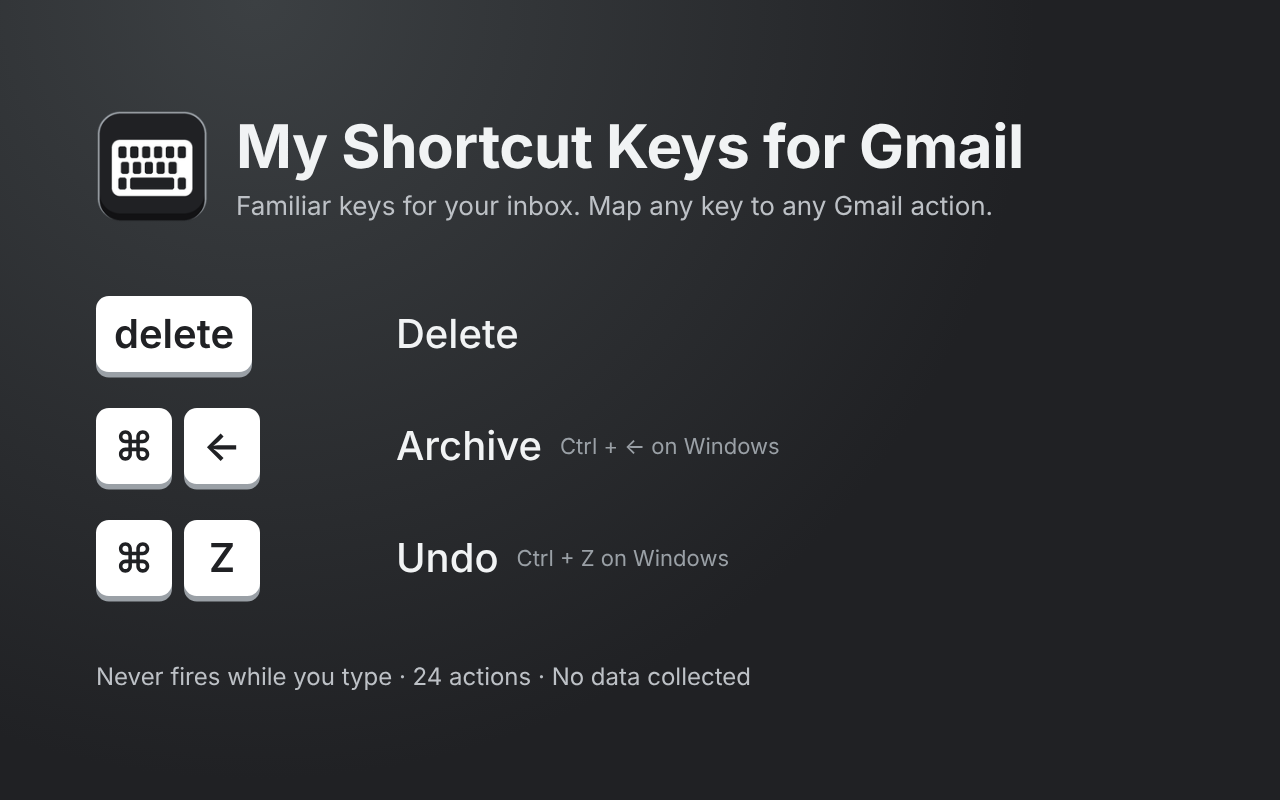 My Shortcut Keys for Gmail
Familiar keys for your inbox. Map any key to any Gmail action.
delete Delete
⌘ ← Archive Ctrl + ← on Windows
⌘ Z Undo Ctrl + Z on Windows
Never fires while you type · 24 actions · No data collected